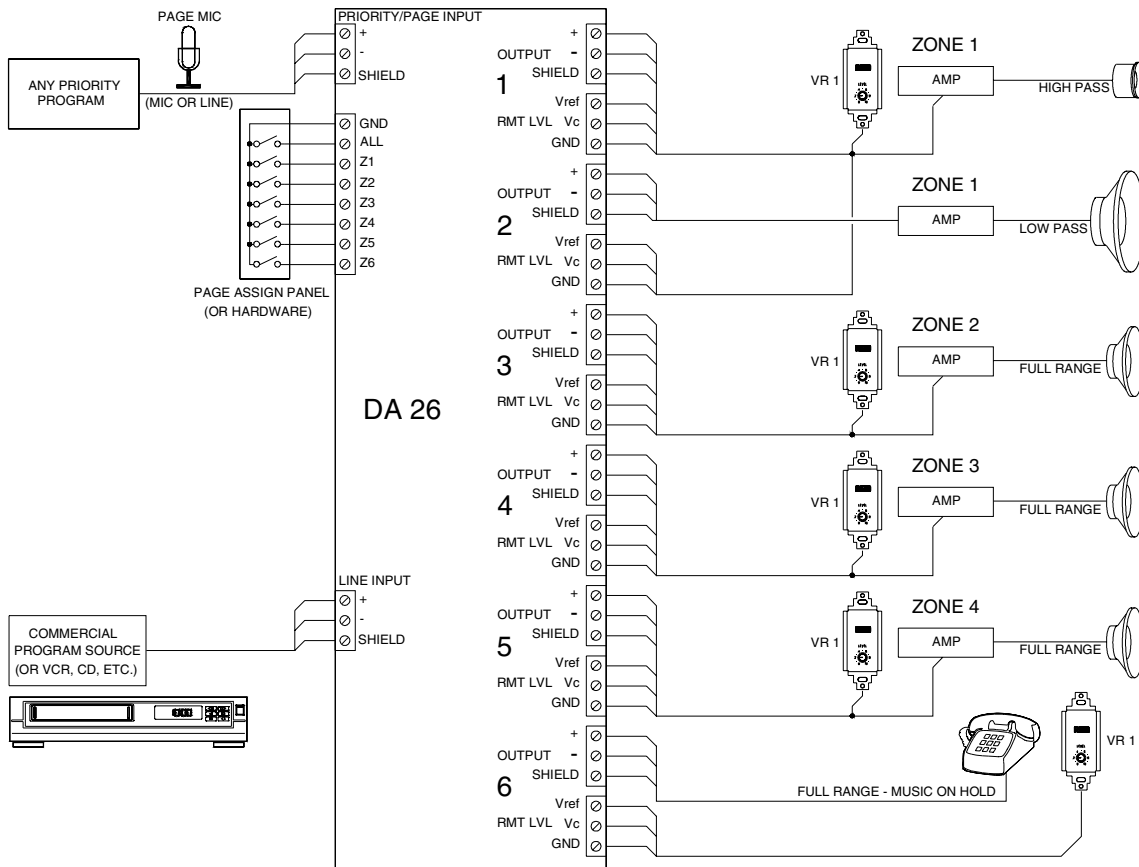 PAGE MIC
ANY PRIORITY
PROGRAM
(MIC OR LINE)
PRIORITY/PAGE INPUT
+
-
SHIELD
GND
ALL
Z1
Z2
Z3
Z4
Z5
Z6
PAGE ASSIGN PANEL
(OR HARDWARE)
DA 26
LINE INPUT
+
-
SHIELD
COMMERCIAL
PROGRAM SOURCE
(OR VCR, CD, ETC.)
+
OUTPUT -
SHIELD
1
Vref
RMT LVL Vc
GND
VR 1
ZONE 1
AMP
HIGH PASS
+
OUTPUT -
SHIELD
2
Vref
RMT LVL Vc
GND
ZONE 1
AMP
LOW PASS
+
OUTPUT -
SHIELD
3
Vref
RMT LVL Vc
GND
VR 1
ZONE 2
AMP
FULL RANGE
+
OUTPUT -
SHIELD
4
Vref
RMT LVL Vc
GND
VR 1
ZONE 3
AMP
FULL RANGE
+
OUTPUT -
SHIELD
5
Vref
RMT LVL Vc
GND
VR 1
ZONE 4
AMP
FULL RANGE
+
OUTPUT -
SHIELD
6
Vref
RMT LVL Vc
GND
FULL RANGE - MUSIC ON HOLD
VR 1